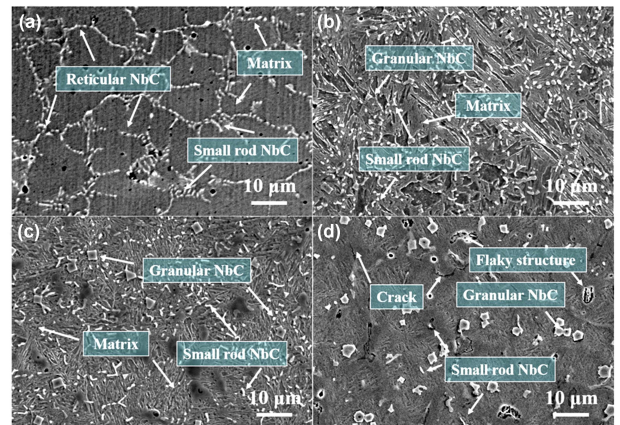 (a)
Reticular NbC
Matrix
Small rod NbC
10 μm
(b)
Granular NbC
Matrix
Small rod NbC
10 μm
(c)
Granular NbC
Matrix
Small rod NbC
10 μm
(d)
Flaky structure
Crack
Granular NbC
Small rod NbC
10 μm